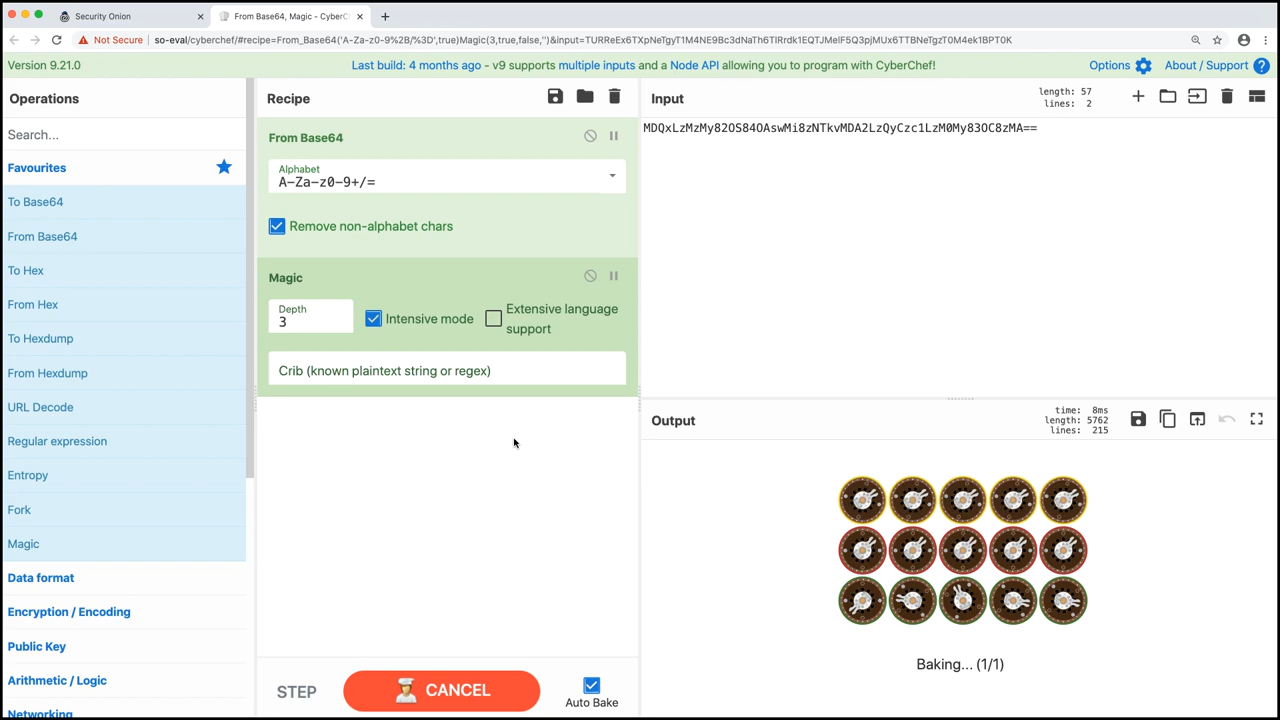 Security Onion
From Base64, Magic - CyberC
Not Secure
so-eval/cyberchef/#recipe=From_Base64('A-Za-z0-9%2B/%3D',true)Magic(3,true,false,'')&input=TURReEx6TXpNeTgyT1M4NE9Bc3dNaTh6TlRrdk1EQTJMelF5Q3pjMUx6TTBNeTgzT0M4ek1BPT0K
Version 9.21.0
Last build: 4 months ago - v9 supports multiple inputs and a Node API allowing you to program with CyberChef!
Options
About / Support
Operations
Search...
Favourites
To Base64
From Base64
To Hex
From Hex
To Hexdump
From Hexdump
URL Decode
Regular expression
Entropy
Fork
Magic
Data format
Encryption / Encoding
Public Key
Arithmetic / Logic
Networking
Recipe
From Base64
Alphabet
A-Za-z0-9+/=
Remove non-alphabet chars
Magic
Depth
3
Intensive mode
Extensive language
support
Crib (known plaintext string or regex)
STEP
CANCEL
Auto Bake
Input
length: 57
lines: 2
MDQxLzMzMy82OS84OAswMi8zNTkvMDA2LzQyCzc1LzM0My83OC8zMA==
Output
time: 8ms
length: 5762
lines: 215
Baking... (1/1)